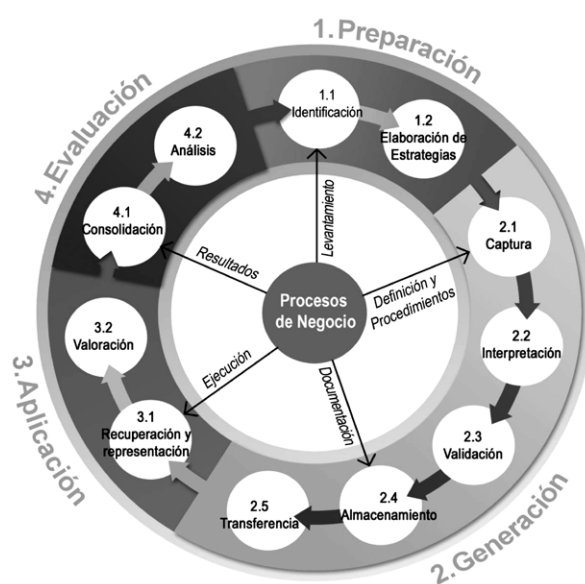 1.Preparación
1.1
Identificación
1.2
Elaboración de
Estrategias
2.Generación
2.1
Captura
2.2
Interpretación
2.3
Validación
2.4
Almacenamiento
2.5
Transferencia
3.Aplicación
3.1
Recuperación y
representación
3.2
Valoración
4.Evaluación
4.1
Consolidación
4.2
Análisis
Procesos
de Negocio
Levantamiento
Definición y
Procedimientos
Documentación
Ejecución
Resultados